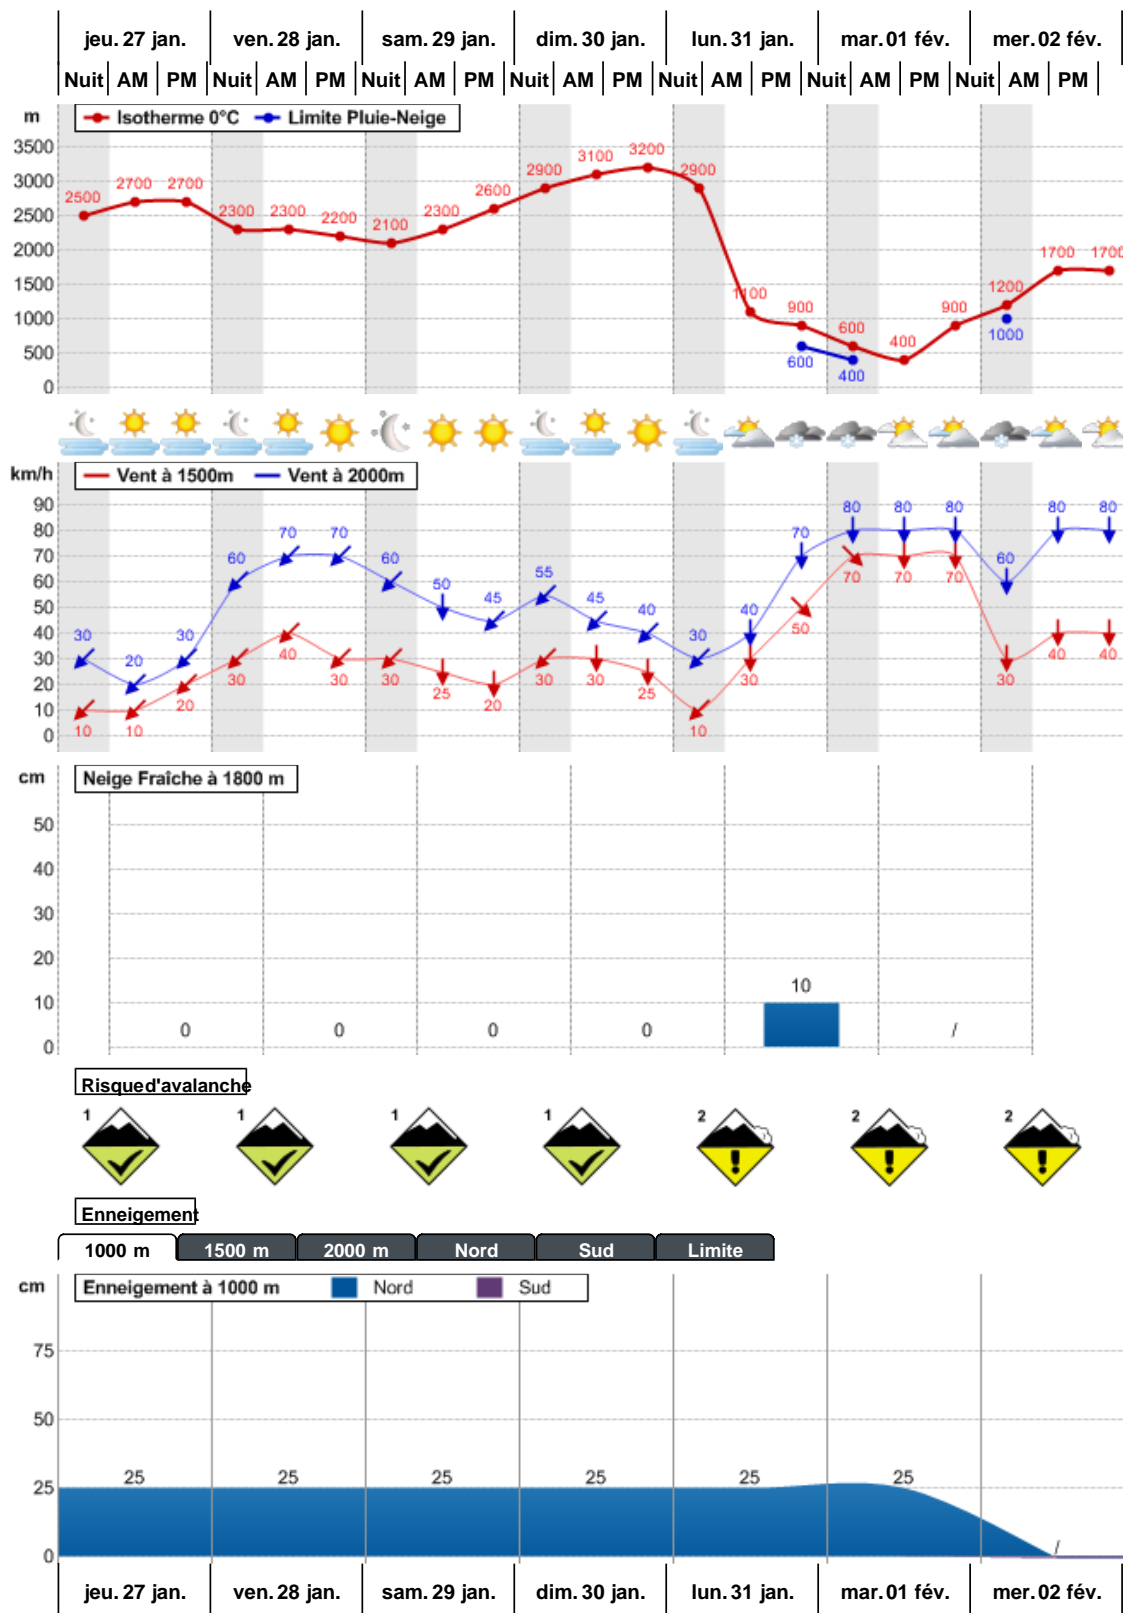 jeu. 27 jan. ven. 28 jan. sam. 29 jan. dim. 30 jan. lun. 31 jan. mar. 01 fév. mer. 02 fév.
Nuit AM PM Nuit AM PM Nuit AM PM Nuit AM PM Nuit AM PM Nuit AM PM Nuit AM PM
m Isotherme 0°C Limite Pluie-Neige
3500
3000 2500 2700 2700 2300 2300 2200 2100 2300 2600 2900 3100 3200 2900 1100 900 600 400 900 1200 1700 1700
2500
2000
1500
1000 600 400 1000
500
0
km/h Vent à 1500m Vent à 2000m
90
80 30 20 30 60 70 70 60 50 45 55 45 40 30 40 70 80 80 80 60 80 80
70
60
50
40
30
20 10 10 20 30 40 30 30 25 20 30 30 25 10 30 50 70 70 70 30 40 40
10
0
cm Neige Fraîche à 1800 m
50
40
30
20
10 10
0 0 0 0 0 /
Risque d'avalanche
1 1 1 1 2 2 2
Enneigement
1000 m 1500 m 2000 m Nord Sud Limite
cm Enneigement à 1000 m Nord Sud
75
50
25 25 25 25 25 25 25
0 /
jeu. 27 jan. ven. 28 jan. sam. 29 jan. dim. 30 jan. lun. 31 jan. mar. 01 fév. mer. 02 fév.